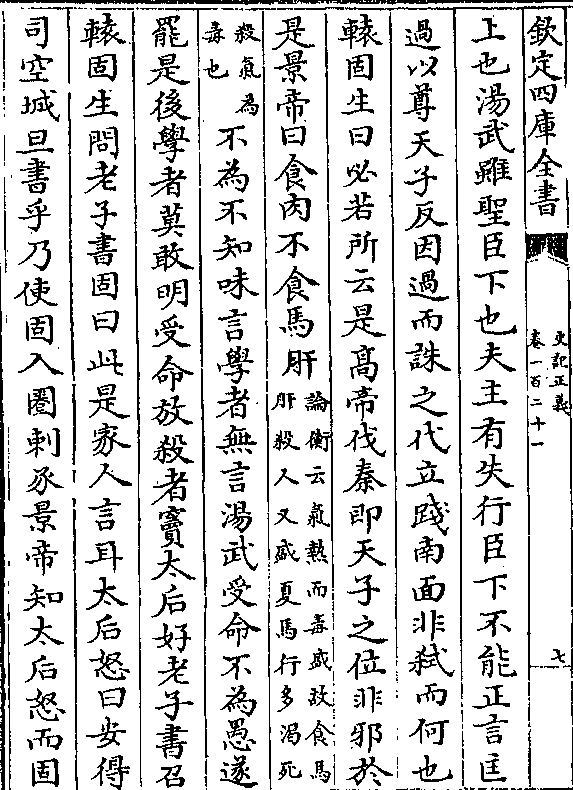 欽定四庫全書
史記正義
卷一百二十一
七
上也湯武雖聖臣下也夫主有失行臣下不能正言匡
過以尊天子反因過而誅之代立踐南面非弑而何也
轅固生曰必若所云是髙帝伐秦即天子之位非邪於
是景帝曰食肉不食馬肝論衡云氣熱而毒盛故食馬肝殺人又盛夏馬行多渴死
殺氣為毒也不為不知味言學者無言湯武受命不為愚遂
罷是後學者莫敢明受命放殺者竇太后好老子書召
轅固生問老子書固曰此是家人言耳太后怒曰安得
司空城旦書乎乃使固入圈刺豕景帝知太后怒而固